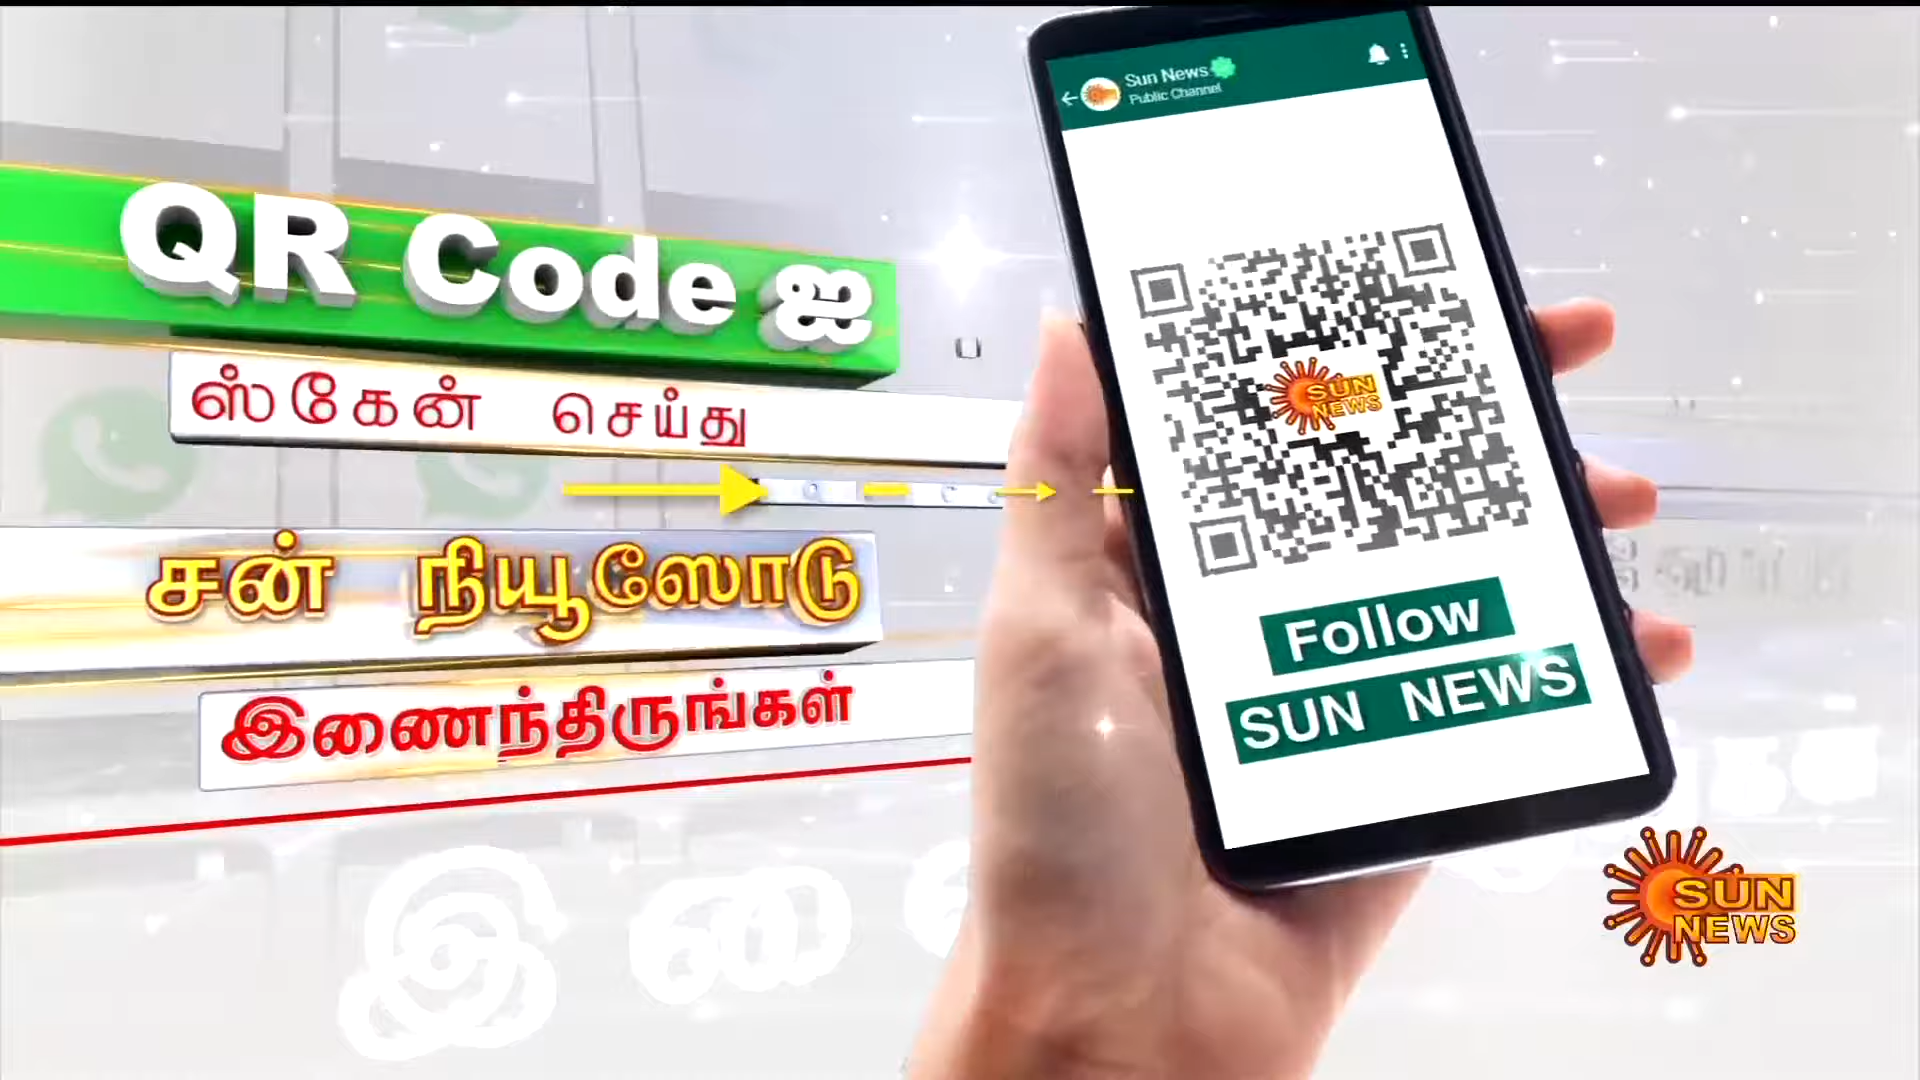 QR Code ஐ
ஸ்கேன் செய்து
சன் நியூஸோடு
இணைந்திருங்கள்
Sun News
Public Channel
SUN
NEWS
Follow
SUN NEWS
SUN
NEWS